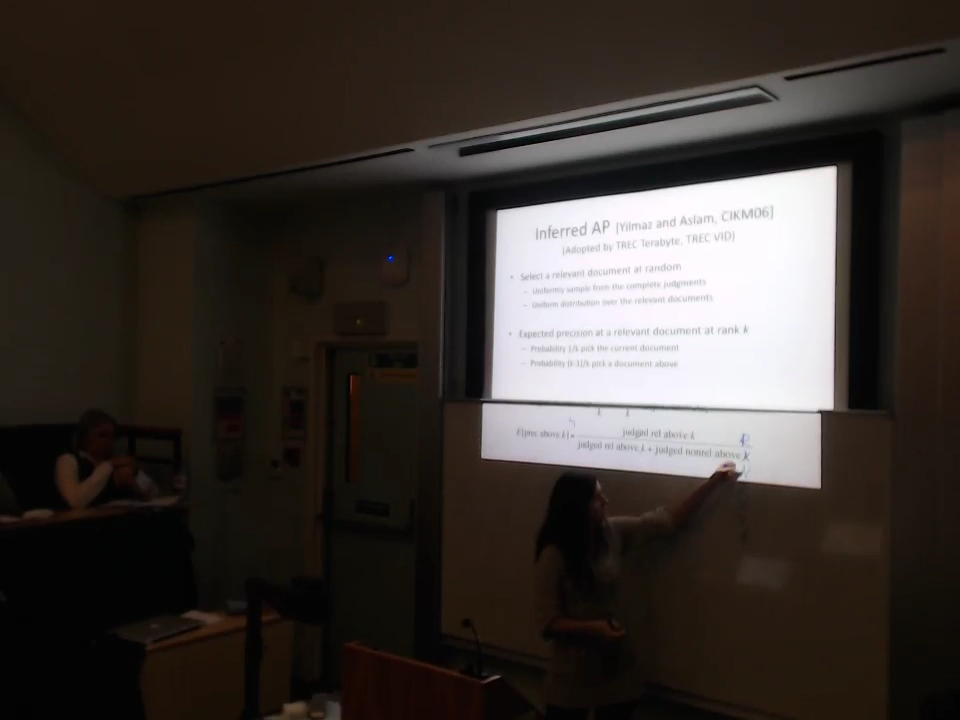 Inferred AP [Yilmaz and Aslam, CIKM06]
(Adopted by TREC Terabyte, TREC VID)
• Select a relevant document at random
– Uniformly sample from the complete judgments
– Uniform distribution over the relevant documents
• Expected precision at a relevant document at rank k
– Probability 1/k pick the current document
– Probability (k-1)/k pick a document above
E[prec above k] = judged rel above k
judged rel above k + judged nonrel above k
R